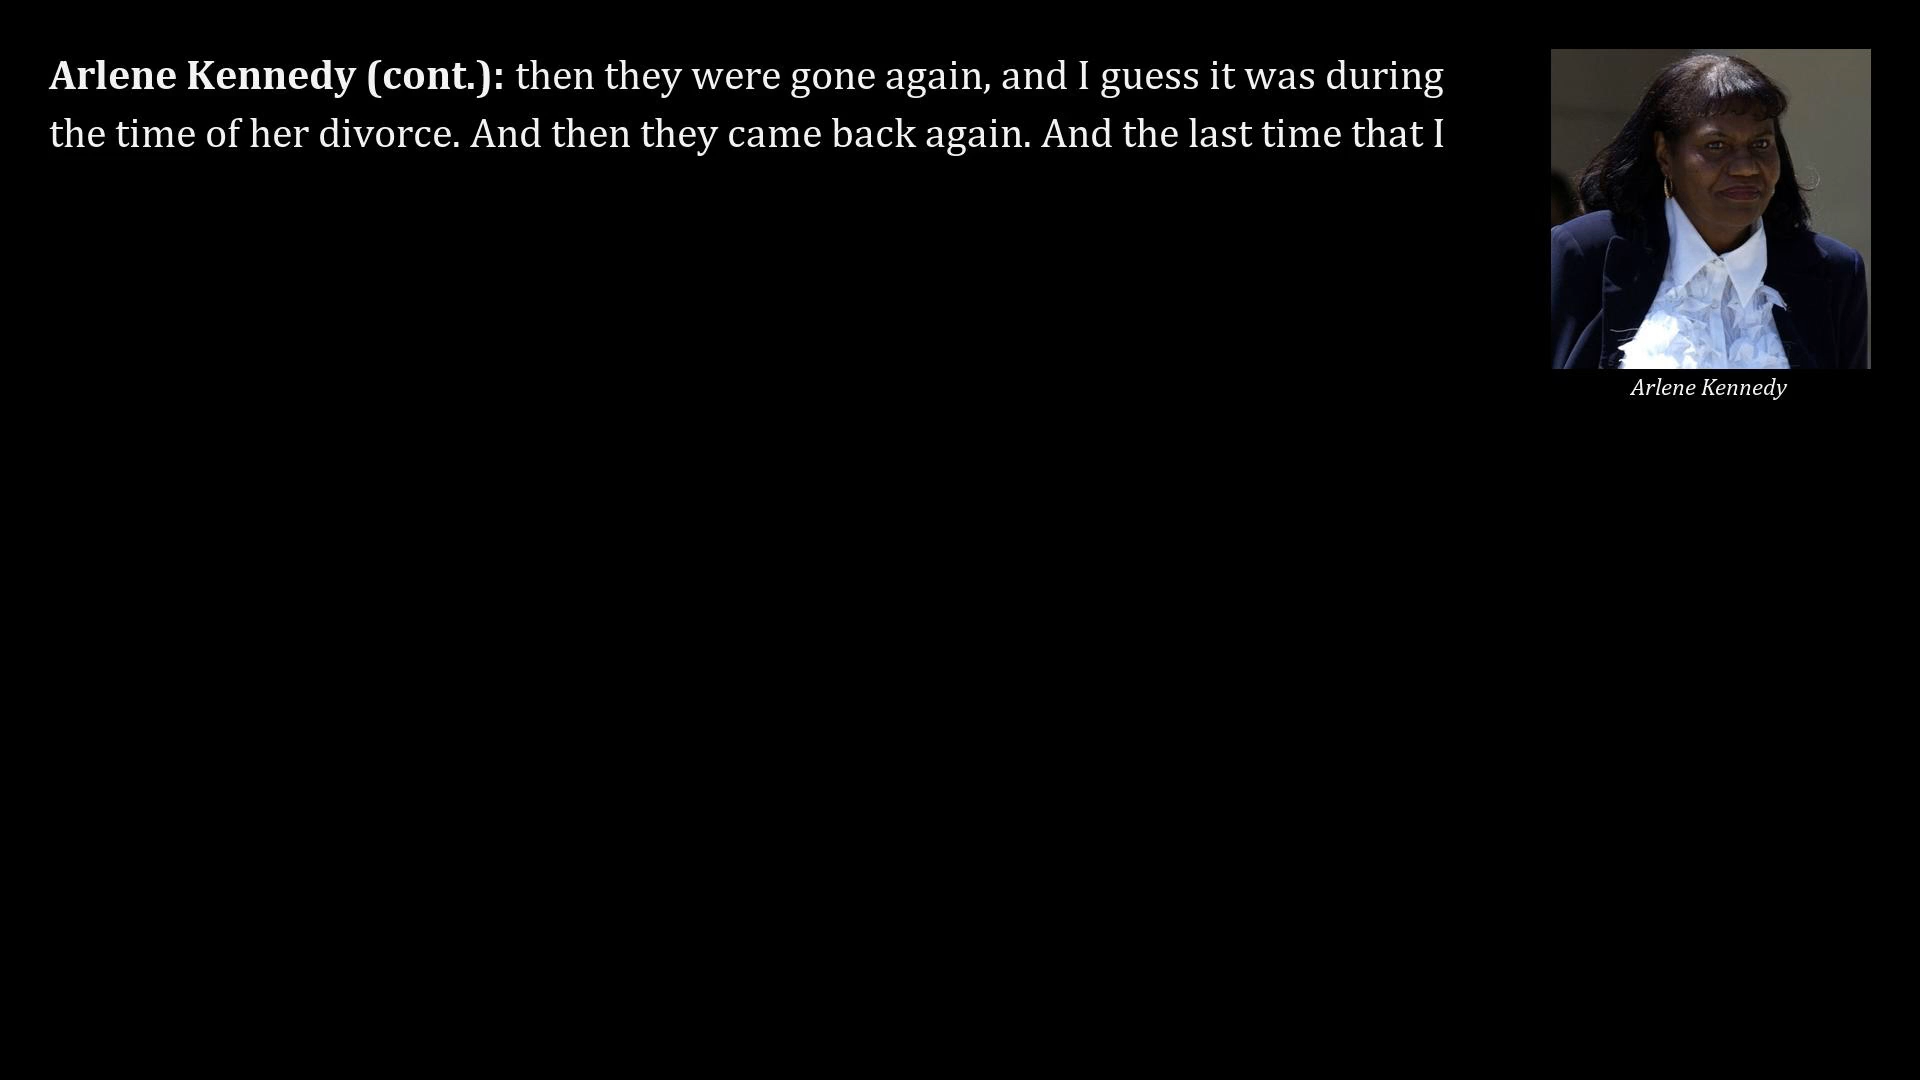 Arlene Kennedy (cont.): then they were gone again, and I guess it was during
the time of her divorce. And then they came back again. And the last time that I
Arlene Kennedy